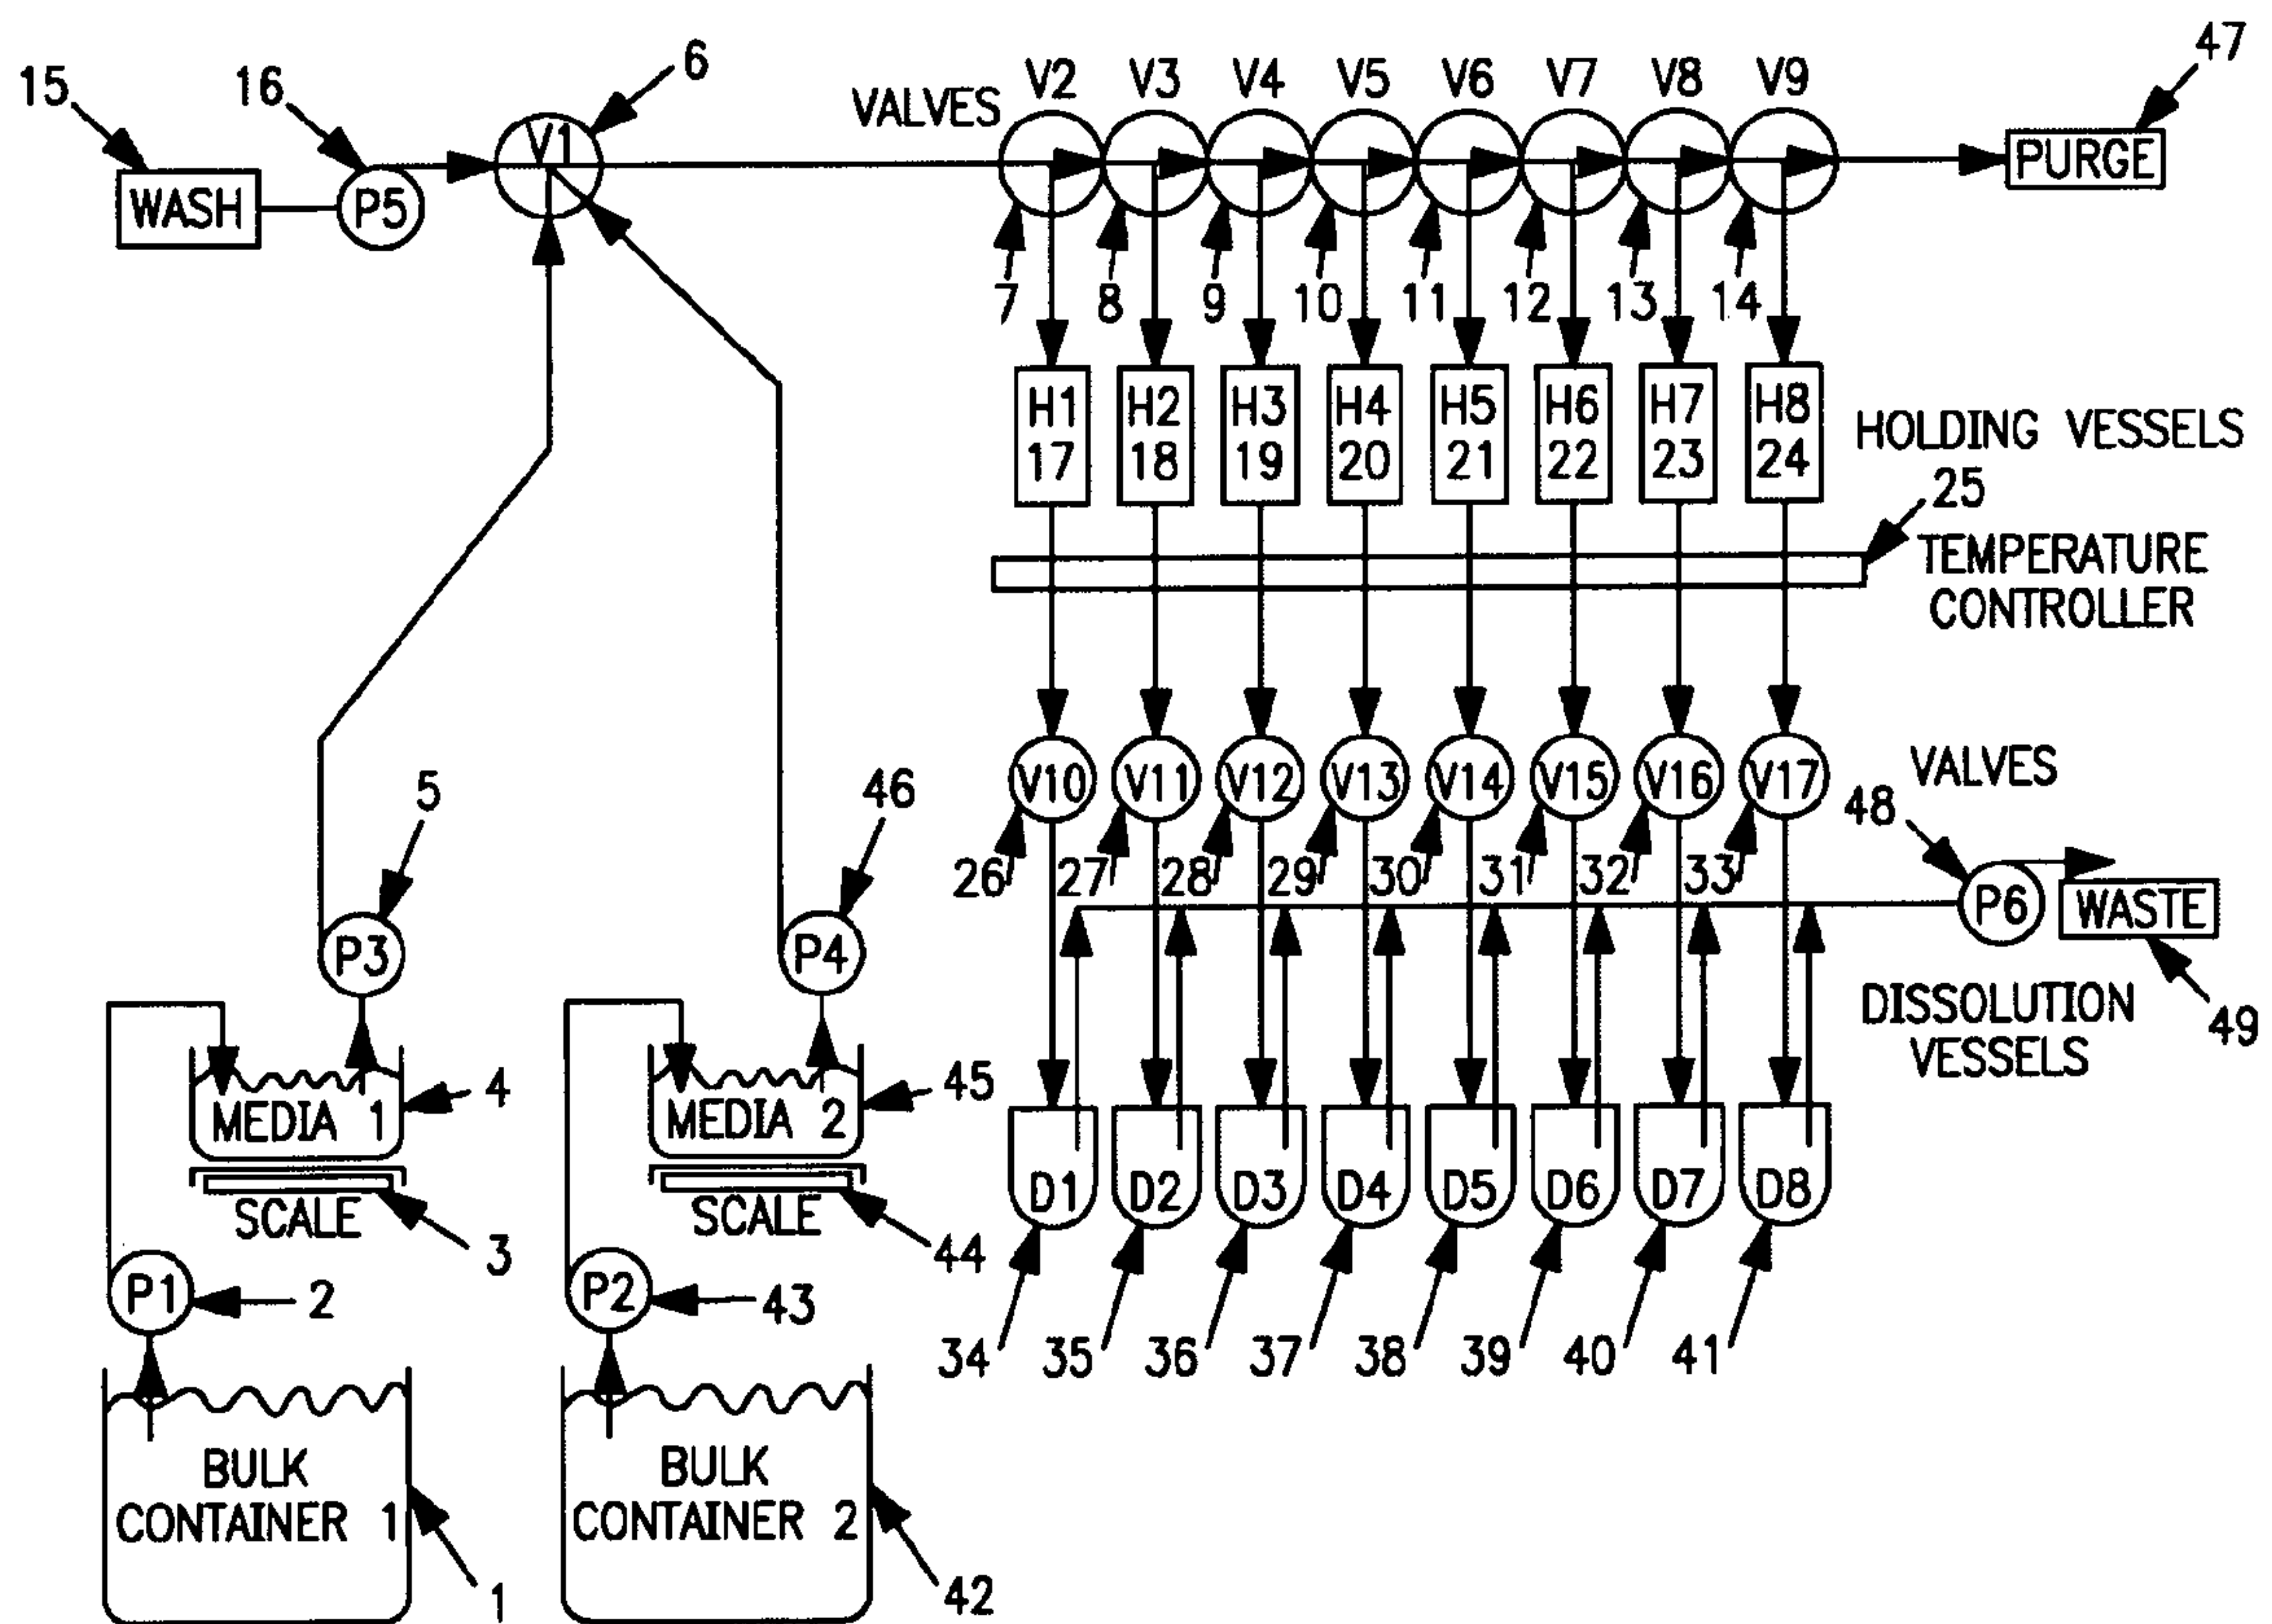 47
6
15
16
VALVES
V2 V3 V4 V5 V6 V7 V8 V9
V1
WASH
P5
PURGE
7 8 9 10 11 12 13 14
H1 H2 H3 H4 H5 H6 H7 H8
17 18 19 20 21 22 23 24
HOLDING VESSELS
25
TEMPERATURE
CONTROLLER
VALVES
V10 V11 V12 V13 V14 V15 V16 V17
5
46
48
26 27 28 29 30 31 32 33
P3
P4
P6
WASTE
DISSOLUTION
VESSELS
49
4
45
MEDIA 1
MEDIA 2
D1 D2 D3 D4 D5 D6 D7 D8
SCALE
3
SCALE
44
P1
2
P2
43
34 35 36 37 38 39 40 41
BULK
CONTAINER 1
BULK
CONTAINER 2
1
42